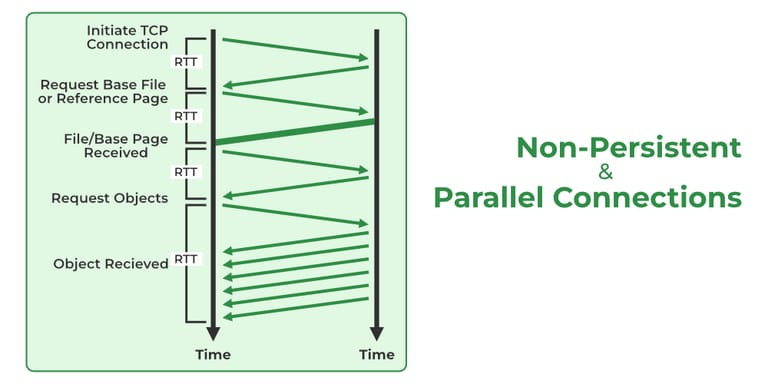 Initiate TCP
Connection
RTT
Request Base File
or Reference Page
RTT
File/Base Page
Received
RTT
Request Objects
Object Recieved
RTT
Time
Time
Non-Persistent
&
Parallel Connections